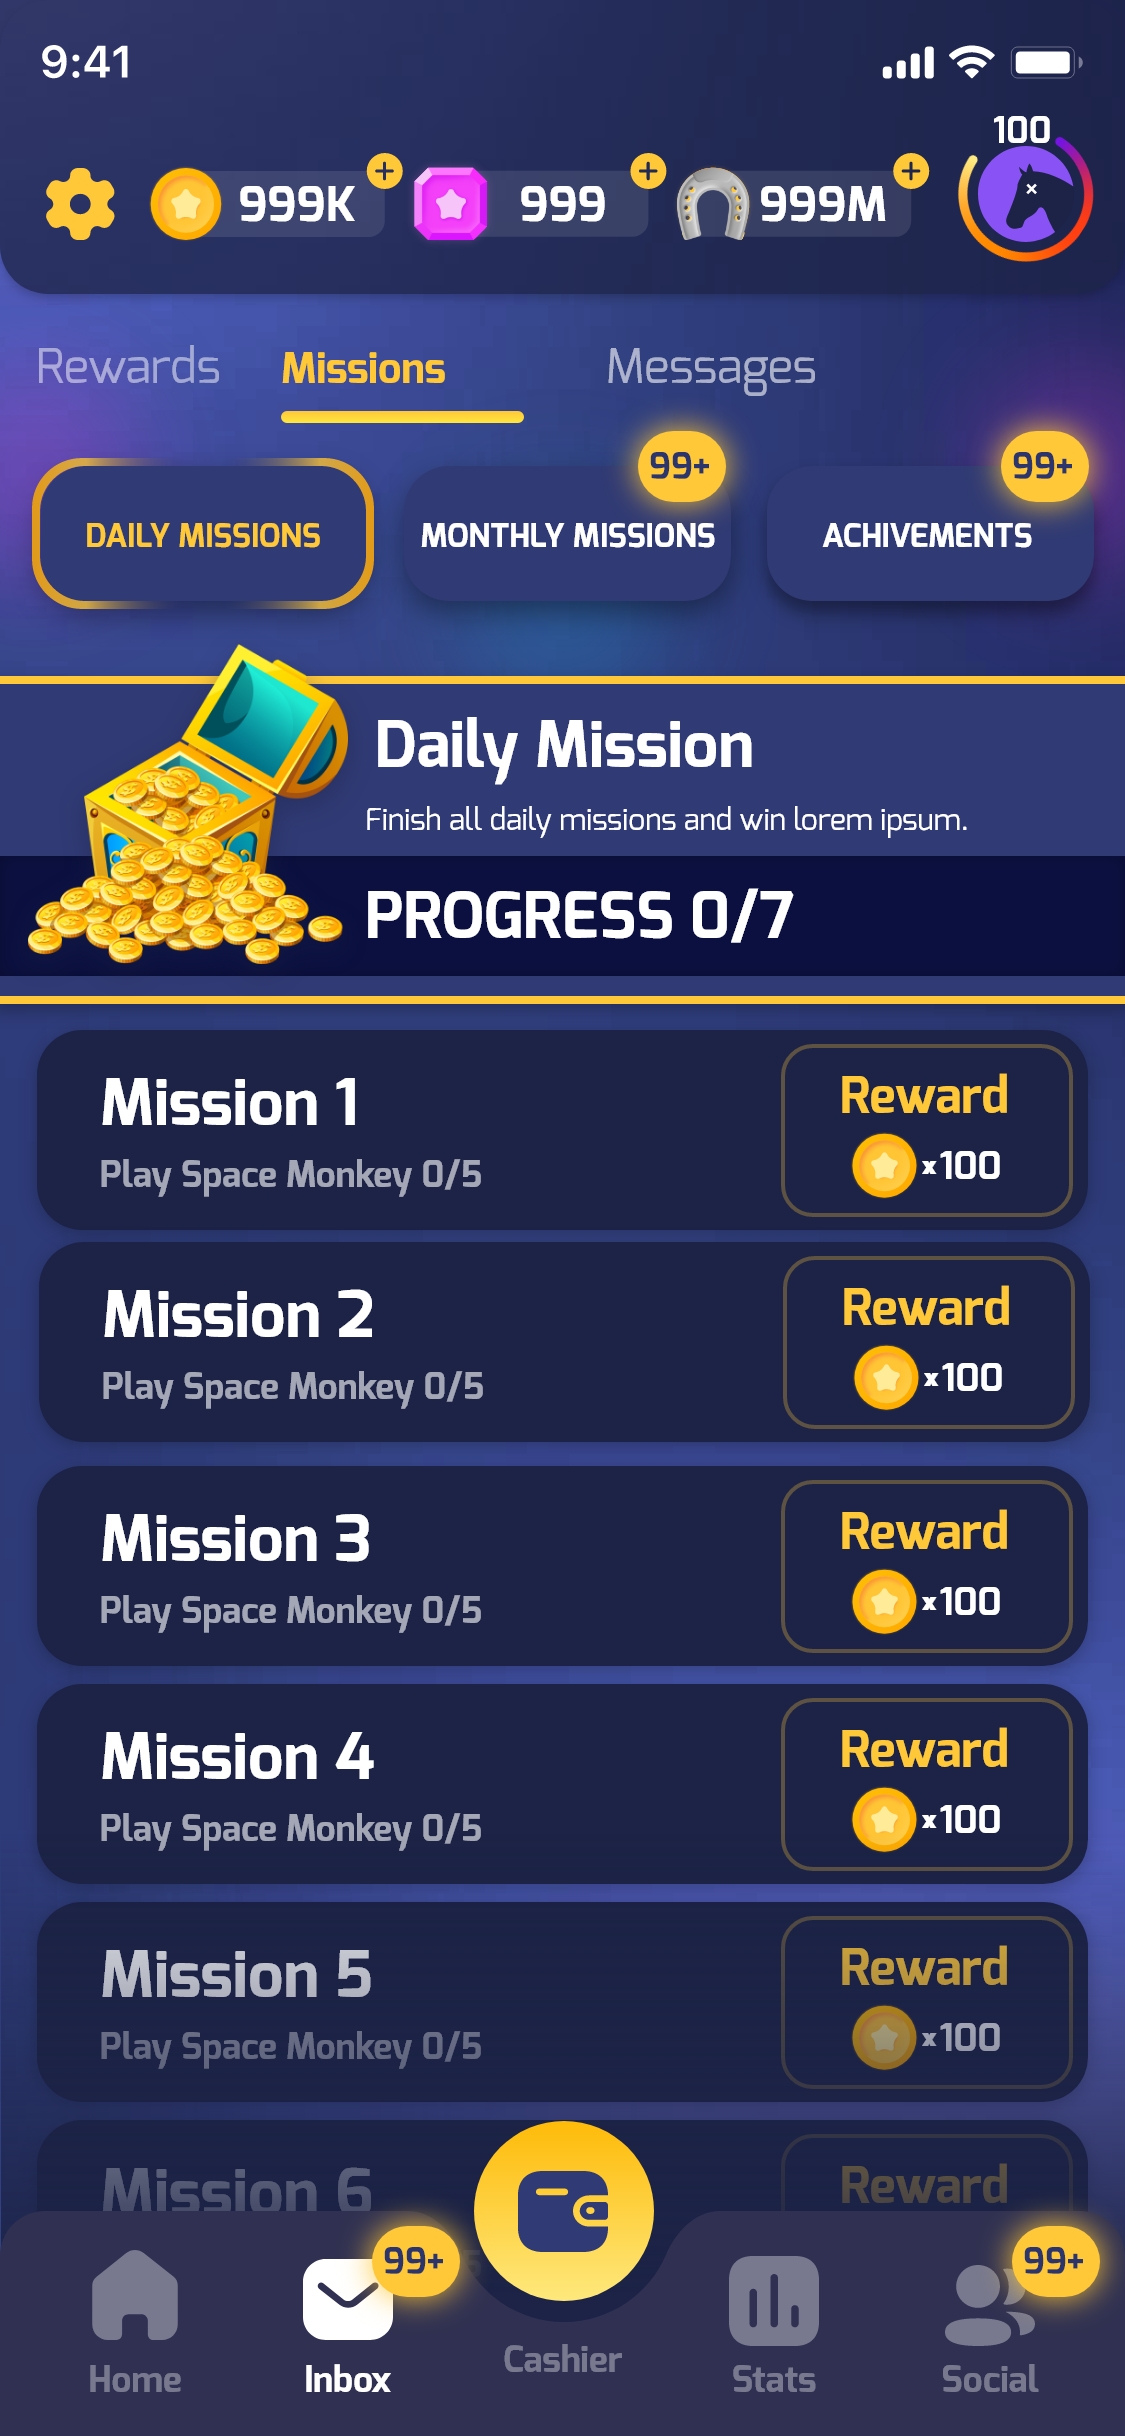 9:41
100
999K
999
999M
Rewards Missions Messages
99+ 99+
DAILY MISSIONS MONTHLY MISSIONS ACHIVEMENTS
Daily Mission
Finish all daily missions and win lorem ipsum.
PROGRESS 0/7
Mission 1
Play Space Monkey 0/5
Reward
x100
Mission 2
Play Space Monkey 0/5
Reward
x100
Mission 3
Play Space Monkey 0/5
Reward
x100
Mission 4
Play Space Monkey 0/5
Reward
x100
Mission 5
Play Space Monkey 0/5
Reward
x100
Mission 6
Reward
99+ 99+
Home Inbox Cashier Stats Social